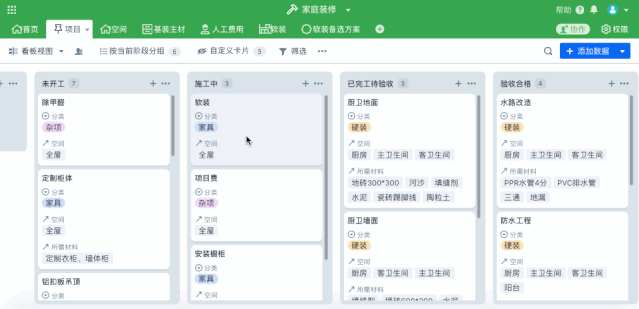 家庭装修
帮助
首页 项目 空间 基装主材 人工费用 软装 软装备选方案
协作 权限
看板视图 按当前阶段分组 5 自定义卡片 3 筛选
添加数据
未开工 7
除甲醛
分类
杂项
空间
全屋
定制柜体
分类
家具
空间
全屋
所需材料
定制衣柜、墙体柜
铝扣板吊顶
分类
施工中 3
软装
分类
家具
空间
全屋
项目费
分类
杂项
空间
全屋
安装橱柜
分类
家具
空间
已完工待验收 3
厨卫地面
分类
硬装
空间
厨房 主卫生间 客卫生间
所需材料
地砖300*300 河沙 填缝剂
水泥 瓷砖踢脚线 陶粒土
厨卫墙面
分类
硬装
空间
厨房 主卫生间 客卫生间
所需材料
验收合格 4
水路改造
分类
硬装
空间
厨房 主卫生间 客卫生间
所需材料
PPR水管4分 PVC排水管
三通 地漏
防水工程
分类
硬装
空间
厨房 主卫生间 客卫生间
阳台